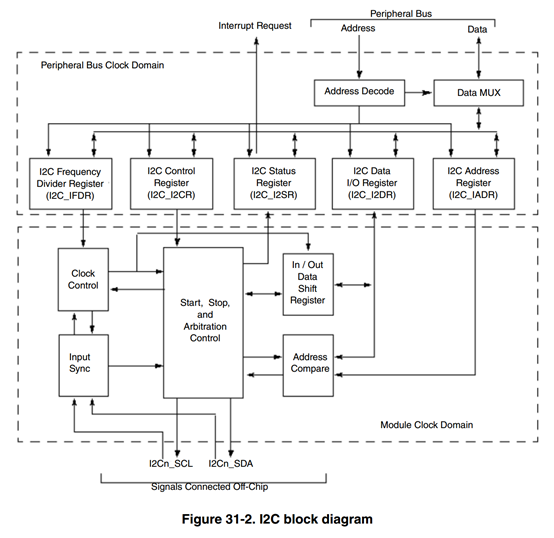 Peripheral Bus
Interrupt Request
Address
Data
Peripheral Bus Clock Domain
Address Decode
Data MUX
I2C Frequency
Divider Register
(I2C_IFDR)
I2C Control
Register
(I2C_I2CR)
I2C Status
Register
(I2C_I2SR)
I2C Data
I/O Register
(I2C_I2DR)
I2C Address
Register
(I2C_IADR)
Clock
Control
Start, Stop,
and
Arbitration
Control
In / Out
Data
Shift
Register
Input
Sync
Address
Compare
Module Clock Domain
I2Cn_SCL
I2Cn_SDA
Signals Connected Off-Chip
Figure 31-2. I2C block diagram